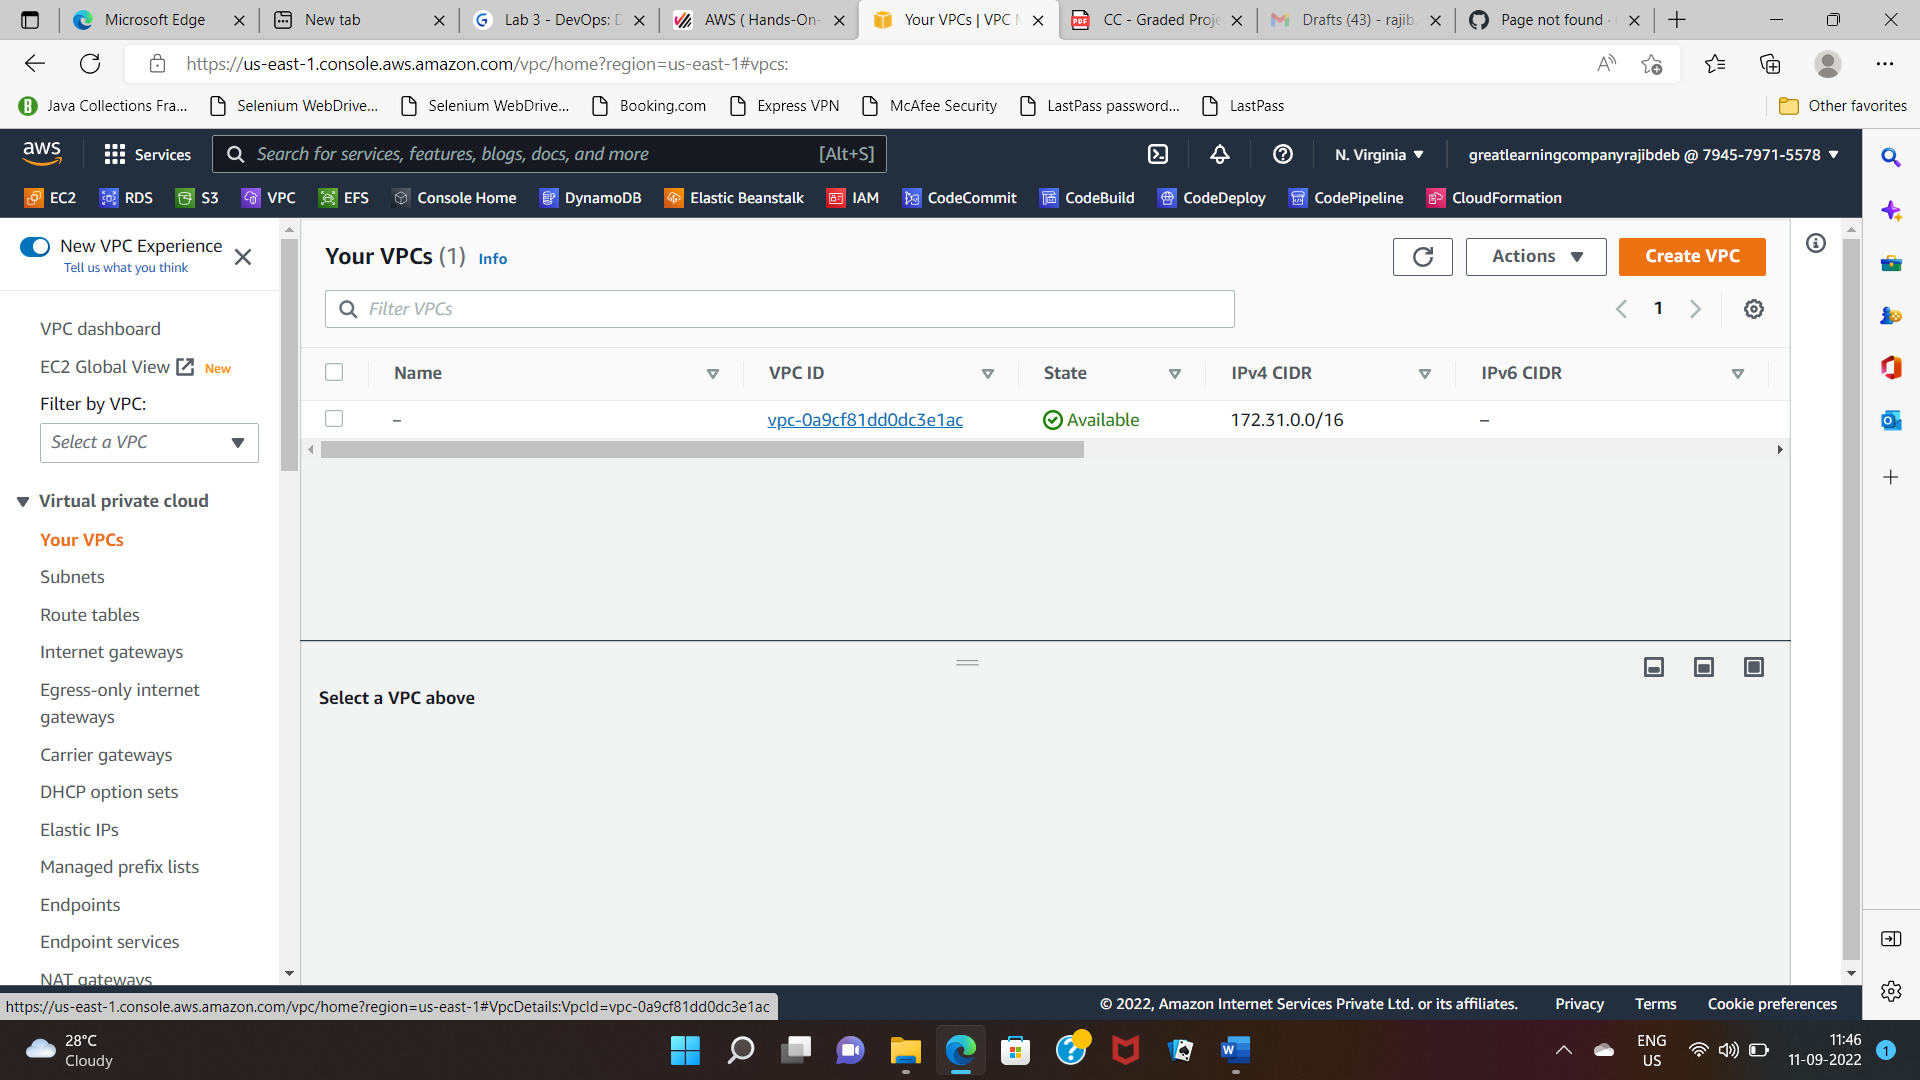 Microsoft Edge
New tab
Lab 3 - DevOps: D
AWS ( Hands-On-
Your VPCs | VPC M
CC - Graded Proje
Drafts (43) - rajib
Page not found ·
https://us-east-1.console.aws.amazon.com/vpc/home?region=us-east-1#vpcs:
Java Collections Fra...
Selenium WebDrive...
Selenium WebDrive...
Booking.com
Express VPN
McAfee Security
LastPass password...
LastPass
Other favorites
aws
Services
Search for services, features, blogs, docs, and more
[Alt+S]
N. Virginia
greatlearningcompanyrajibdeb @ 7945-7971-5578
EC2
RDS
S3
VPC
EFS
Console Home
DynamoDB
Elastic Beanstalk
IAM
CodeCommit
CodeBuild
CodeDeploy
CodePipeline
CloudFormation
New VPC Experience
Tell us what you think
VPC dashboard
EC2 Global View New
Filter by VPC:
Select a VPC
Virtual private cloud
Your VPCs
Subnets
Route tables
Internet gateways
Egress-only internet
gateways
Carrier gateways
DHCP option sets
Elastic IPs
Managed prefix lists
Endpoints
Endpoint services
NAT gateways
Your VPCs (1) Info
Actions
Create VPC
Filter VPCs
1
Name
VPC ID
State
IPv4 CIDR
IPv6 CIDR
–
vpc-0a9cf81dd0dc3e1ac
Available
172.31.0.0/16
–
Select a VPC above
https://us-east-1.console.aws.amazon.com/vpc/home?region=us-east-1#VpcDetails:VpcId=vpc-0a9cf81dd0dc3e1ac
© 2022, Amazon Internet Services Private Ltd. or its affiliates.
Privacy
Terms
Cookie preferences
28°C
Cloudy
ENG
US
11:46
11-09-2022
1